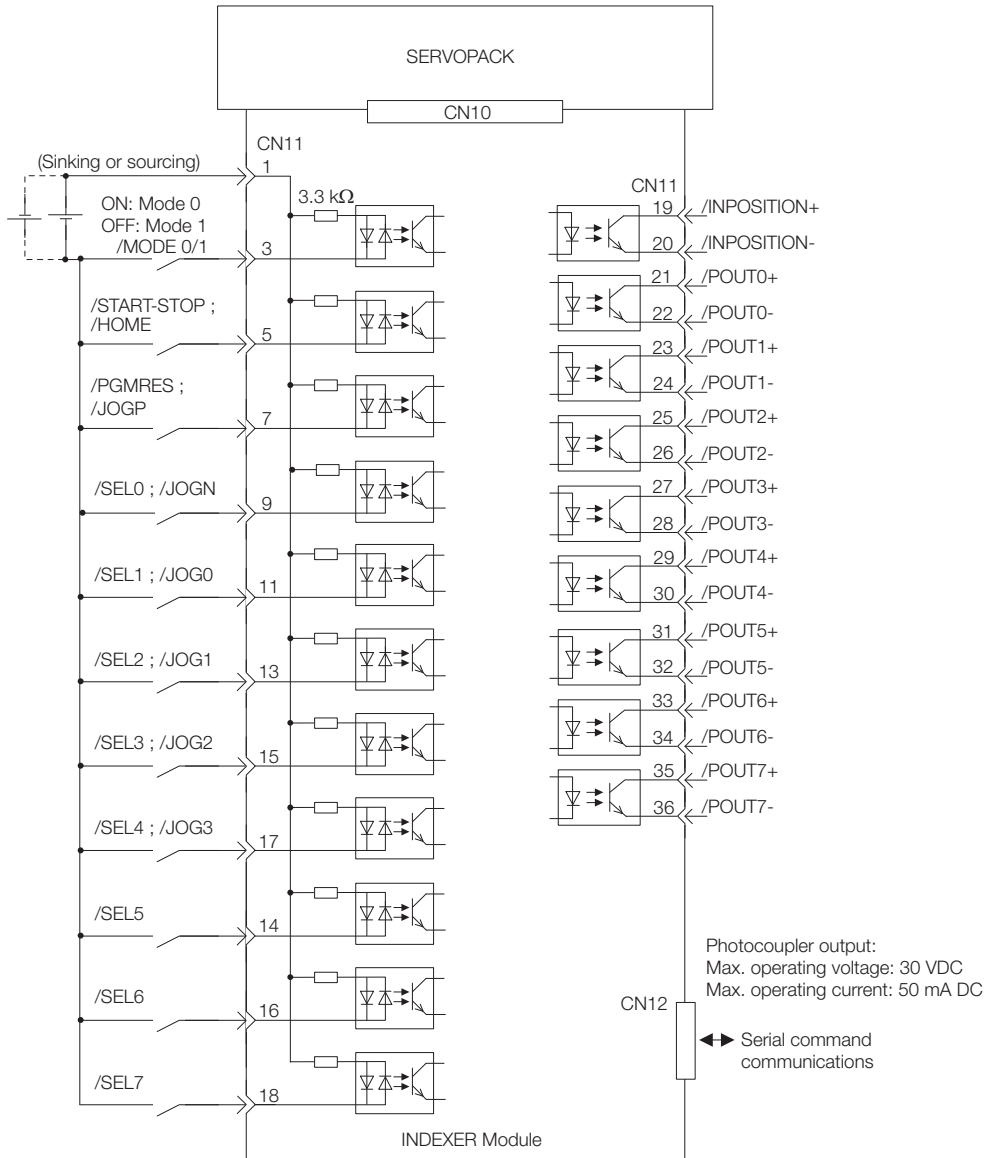 SERVOPACK
CN10
CN11
(Sinking or sourcing)
1
3.3 kΩ
ON: Mode 0
OFF: Mode 1
/MODE 0/1
3
/START-STOP ;
/HOME
5
/PGMRES ;
/JOGP
7
/SEL0 ; /JOGN
9
/SEL1 ; /JOG0
11
/SEL2 ; /JOG1
13
/SEL3 ; /JOG2
15
/SEL4 ; /JOG3
17
/SEL5
14
/SEL6
16
/SEL7
18
CN11
19 /INPOSITION+
20 /INPOSITION-
21 /POUT0+
22 /POUT0-
23 /POUT1+
24 /POUT1-
25 /POUT2+
26 /POUT2-
27 /POUT3+
28 /POUT3-
29 /POUT4+
30 /POUT4-
31 /POUT5+
32 /POUT5-
33 /POUT6+
34 /POUT6-
35 /POUT7+
36 /POUT7-
Photocoupler output:
Max. operating voltage: 30 VDC
Max. operating current: 50 mA DC
CN12
Serial command
communications
INDEXER Module